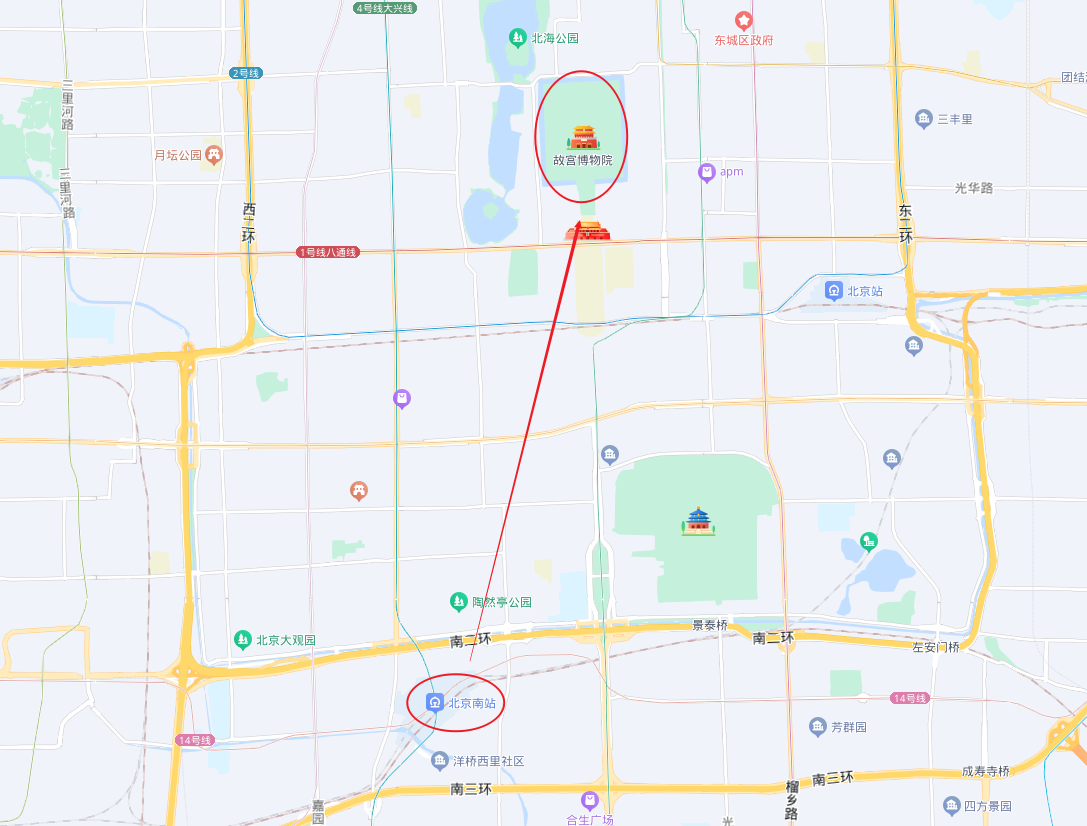 4号线大兴线
北海公园
东城区政府
2号线
团结
三里河路
三丰里
月坛公园
故宫博物院
apm
三里河路
光华路
西二环
东二环
1号线八通线
北京站
陶然亭公园
景泰桥
北京大观园
南二环
南二环
左安门桥
北京南站
14号线
芳群园
14号线
洋桥西里社区
成寿寺桥
南三环
南三环
榴乡路
嘉园
合生广场
四方景园
光